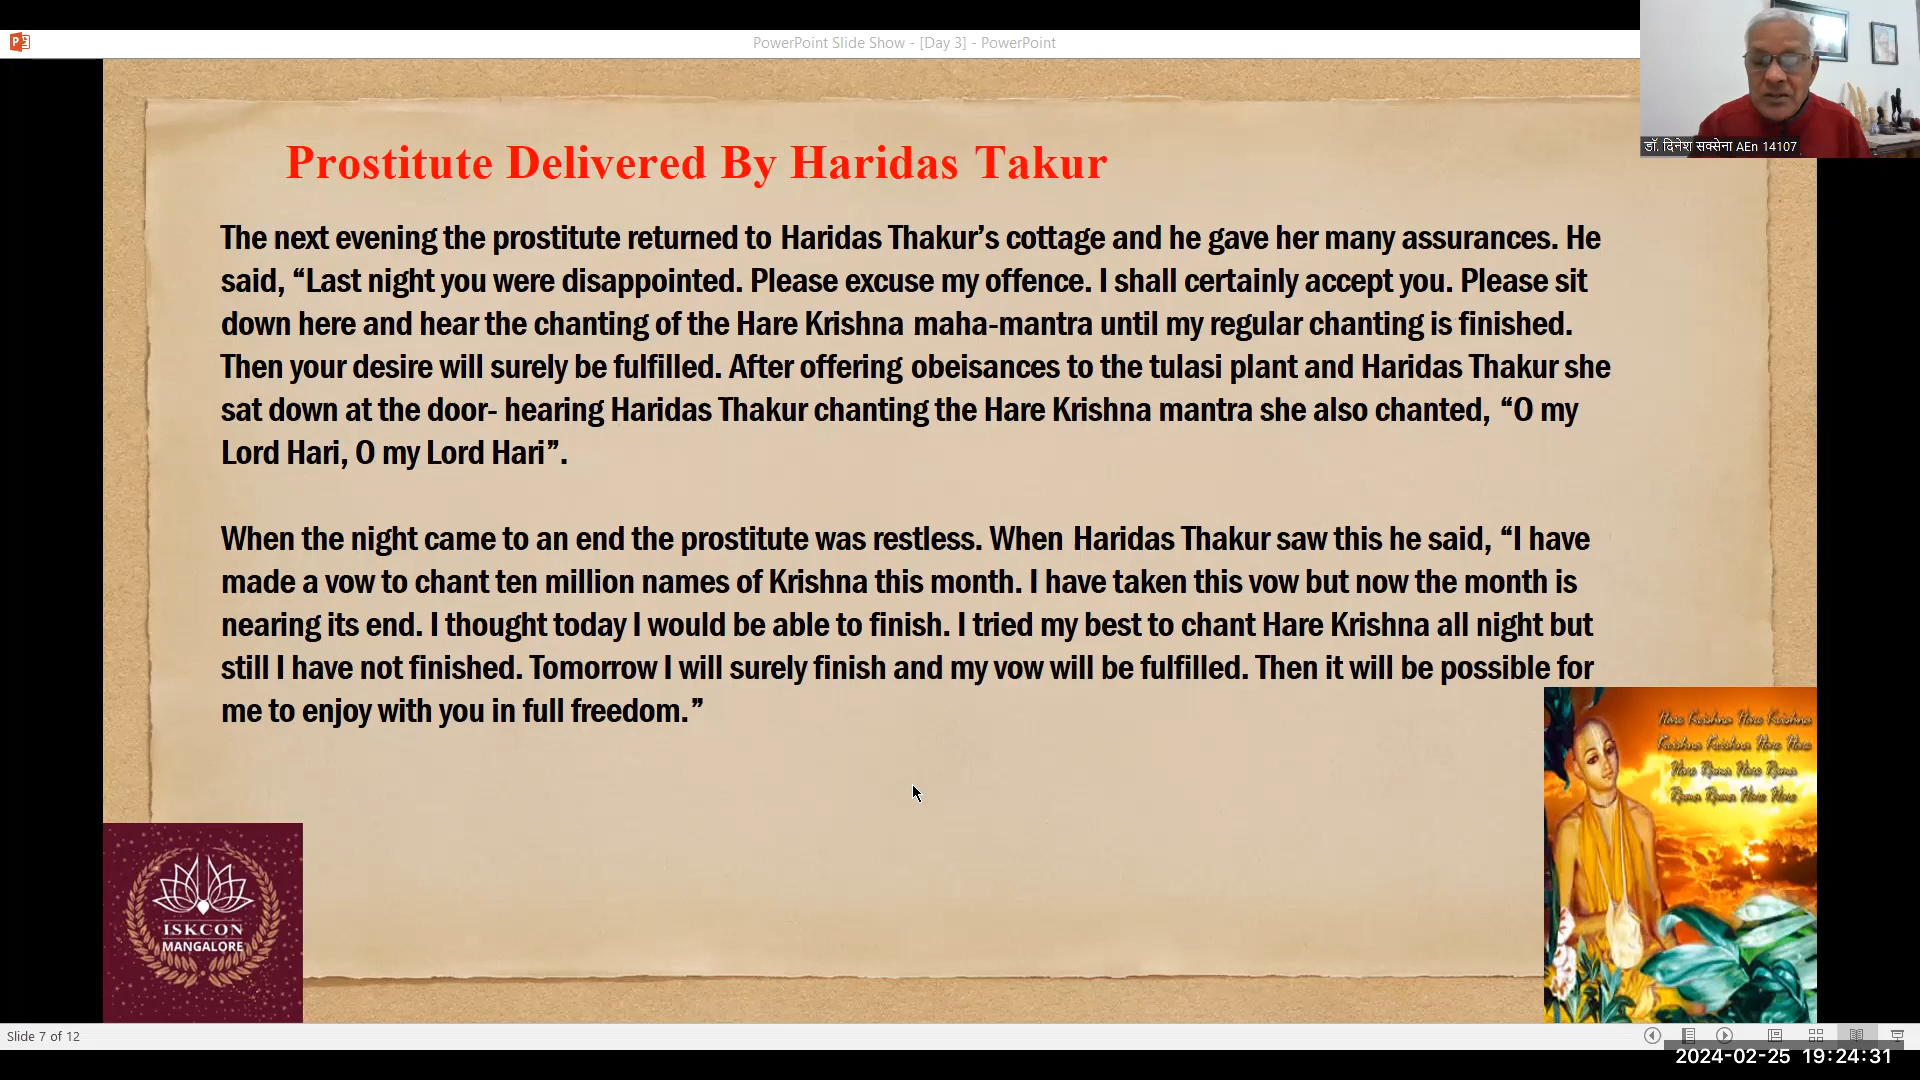 PowerPoint Slide Show - [Day 3] - PowerPoint
डॉ. दिनेश सक्सेना AEn 14107
Prostitute Delivered By Haridas Takur
The next evening the prostitute returned to Haridas Thakur’s cottage and he gave her many assurances. He
said, “Last night you were disappointed. Please excuse my offence. I shall certainly accept you. Please sit
down here and hear the chanting of the Hare Krishna maha-mantra until my regular chanting is finished.
Then your desire will surely be fulfilled. After offering obeisances to the tulasi plant and Haridas Thakur she
sat down at the door- hearing Haridas Thakur chanting the Hare Krishna mantra she also chanted, “O my
Lord Hari, O my Lord Hari”.
When the night came to an end the prostitute was restless. When Haridas Thakur saw this he said, “I have
made a vow to chant ten million names of Krishna this month. I have taken this vow but now the month is
nearing its end. I thought today I would be able to finish. I tried my best to chant Hare Krishna all night but
still I have not finished. Tomorrow I will surely finish and my vow will be fulfilled. Then it will be possible for
me to enjoy with you in full freedom.”
Hare Krishna Hare Krishna
Krishna Krishna Hare Hare
Hare Rama Hare Rama
Rama Rama Hare Hare
ISKCON
MANGALORE
Slide 7 of 12
2024-02-25 19:24:31